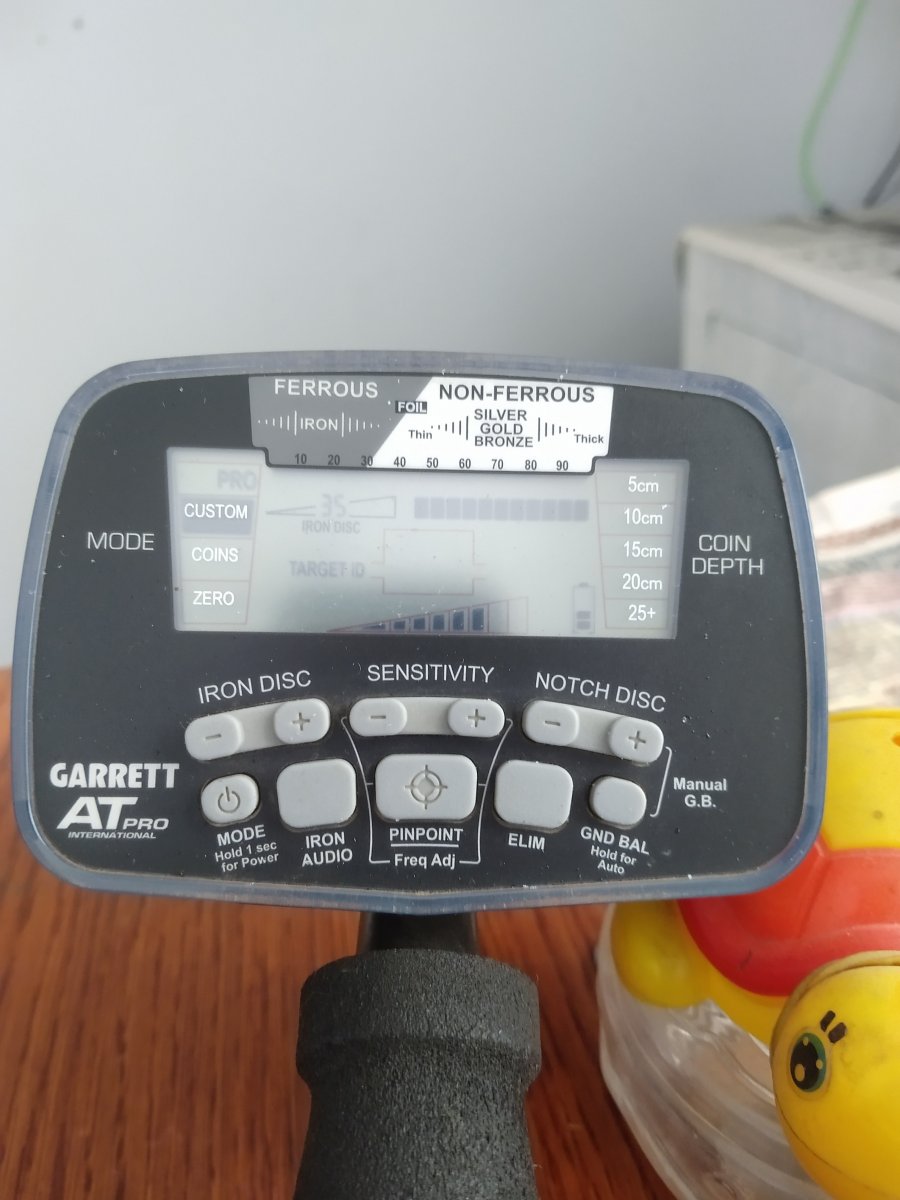 FERROUS
NON-FERROUS
FOIL
IRON
Thin
SILVER
GOLD
BRONZE
Thick
10 20 30 40 50 60 70 80 90
MODE
PRO
CUSTOM
COINS
ZERO
35
IRON DISC
TARGET ID
5cm
10cm
15cm
20cm
25+
COIN
DEPTH
IRON DISC
SENSITIVITY
NOTCH DISC
- +
- +
- +
GARRETT
AT PRO
INTERNATIONAL
MODE
Hold 1 sec
for Power
IRON
AUDIO
PINPOINT
Freq Adj
ELIM
GND BAL
Hold for
Auto
Manual
G.B.